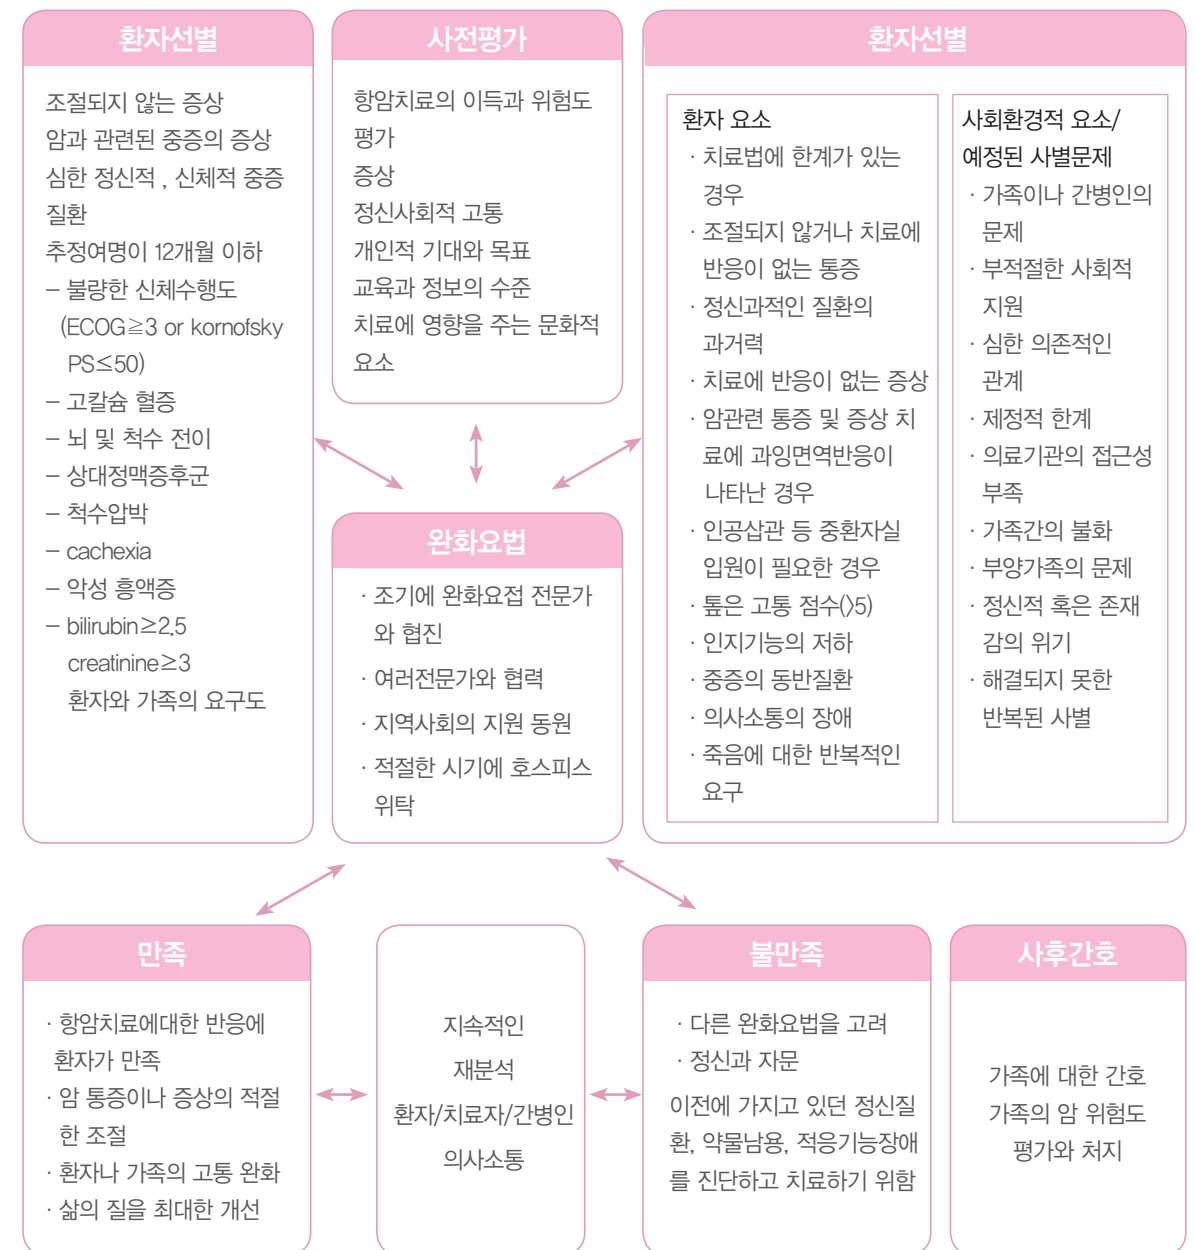 환자선별
조절되지 않는 증상
암과 관련된 중증의 증상
심한 정신적 , 신체적 중증
질환
추정여명이 12개월 이하
– 불량한 신체수행도
(ECOG≧3 or kornofsky
PS≤50)
– 고칼슘 혈증
– 뇌 및 척수 전이
– 상대정맥증후군
– 척수압박
– cachexia
– 악성 흉액증
– bilirubin≥2.5
creatinine≥3
환자와 가족의 요구도
사전평가
항암치료의 이득과 위험도
평가
증상
정신사회적 고통
개인적 기대와 목표
교육과 정보의 수준
치료에 영향을 주는 문화적
요소
환자선별
환자 요소
· 치료법에 한계가 있는
경우
· 조절되지 않거나 치료에
반응이 없는 통증
· 정신과적인 질환의
과거력
· 치료에 반응이 없는 증상
· 암관련 통증 및 증상 치
료에 과잉면역반응이
나타난 경우
· 인공삽관 등 중환자실
입원이 필요한 경우
· 톺은 고통 점수(〉5)
· 인지기능의 저하
· 중증의 동반질환
· 의사소통의 장애
· 죽음에 대한 반복적인
요구
사회환경적 요소/
예정된 사별문제
· 가족이나 간병인의
문제
· 부적절한 사회적
지원
· 심한 의존적인
관계
· 제정적 한계
· 의료기관의 접근성
부족
· 가족간의 불화
· 부양가족의 문제
· 정신적 혹은 존재
감의 위기
· 해결되지 못한
반복된 사별
완화요법
· 조기에 완화요접 전문가
와 협진
· 여러전문가와 협력
· 지역사회의 지원 동원
· 적절한 시기에 호스피스
위탁
만족
· 항암치료에대한 반응에
환자가 만족
· 암 통증이나 증상의 적절
한 조절
· 환자나 가족의 고통 완화
· 삶의 질을 최대한 개선
지속적인
재분석
환자/치료자/간병인
의사소통
불만족
· 다른 완화요법을 고려
· 정신과 자문
이전에 가지고 있던 정신질
환, 약물남용, 적응기능장애
를 진단하고 치료하기 위함
사후간호
가족에 대한 간호
가족의 암 위험도
평가와 처지